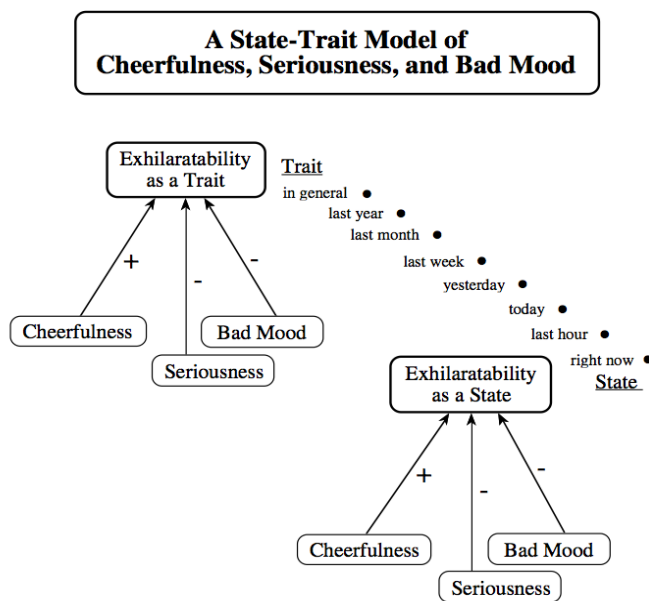 A State-Trait Model of
Cheerfulness, Seriousness, and Bad Mood
Exhilaratability
as a Trait
Trait
in general
last year
last month
last week
yesterday
today
last hour
right now
State
+
-
-
Cheerfulness
Bad Mood
Seriousness
Exhilaratability
as a State
+
-
-
Cheerfulness
Bad Mood
Seriousness